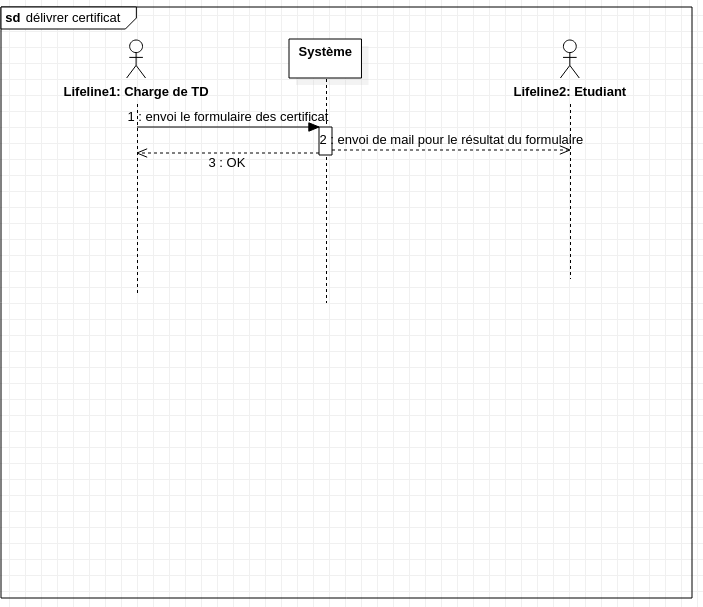 sd délivrer certificat
Système
Lifeline1: Charge de TD
Lifeline2: Etudiant
1 : envoi le formulaire des certificat
2 : envoi de mail pour le résultat du formulaire
3 : OK